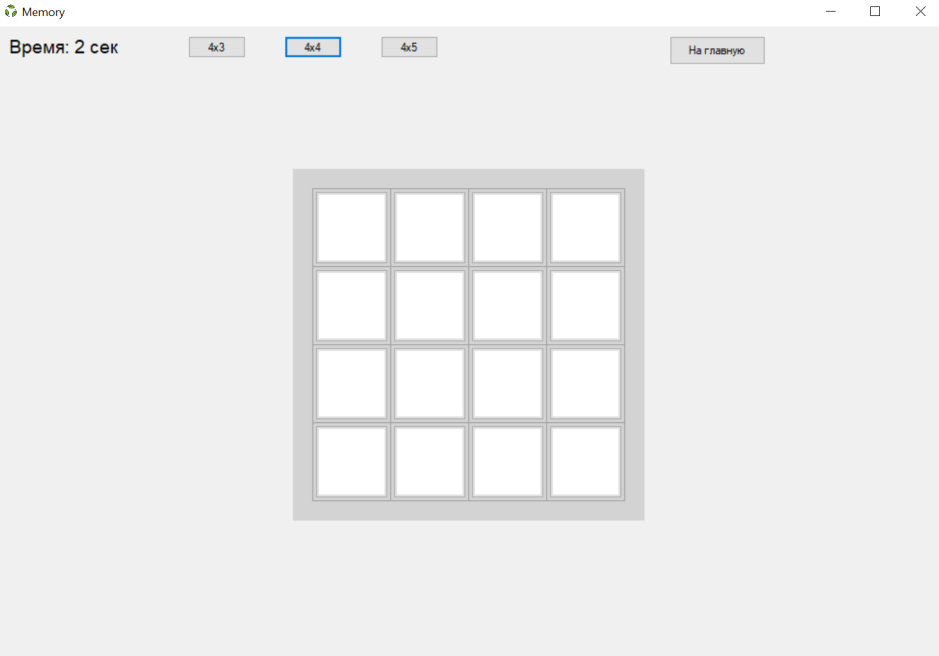 Memory
Время: 2 сек
4x3
4x4
4x5
На главную